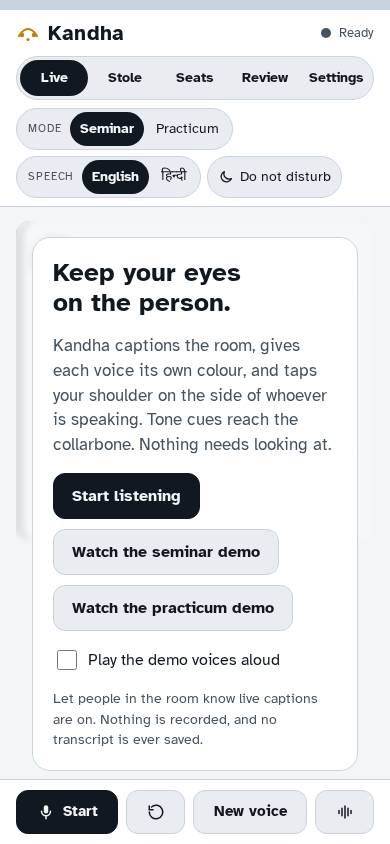 Kandha
Ready
Live Stole Seats Review Settings
MODE Seminar Practicum
SPEECH English हिन्दी Do not disturb
Keep your eyes
on the person.
Kandha captions the room, gives
each voice its own colour, and taps
your shoulder on the side of whoever
is speaking. Tone cues reach the
collarbone. Nothing needs looking at.
Start listening
Watch the seminar demo
Watch the practicum demo
Play the demo voices aloud
Let people in the room know live captions
are on. Nothing is recorded, and no
transcript is ever saved.
Start New voice